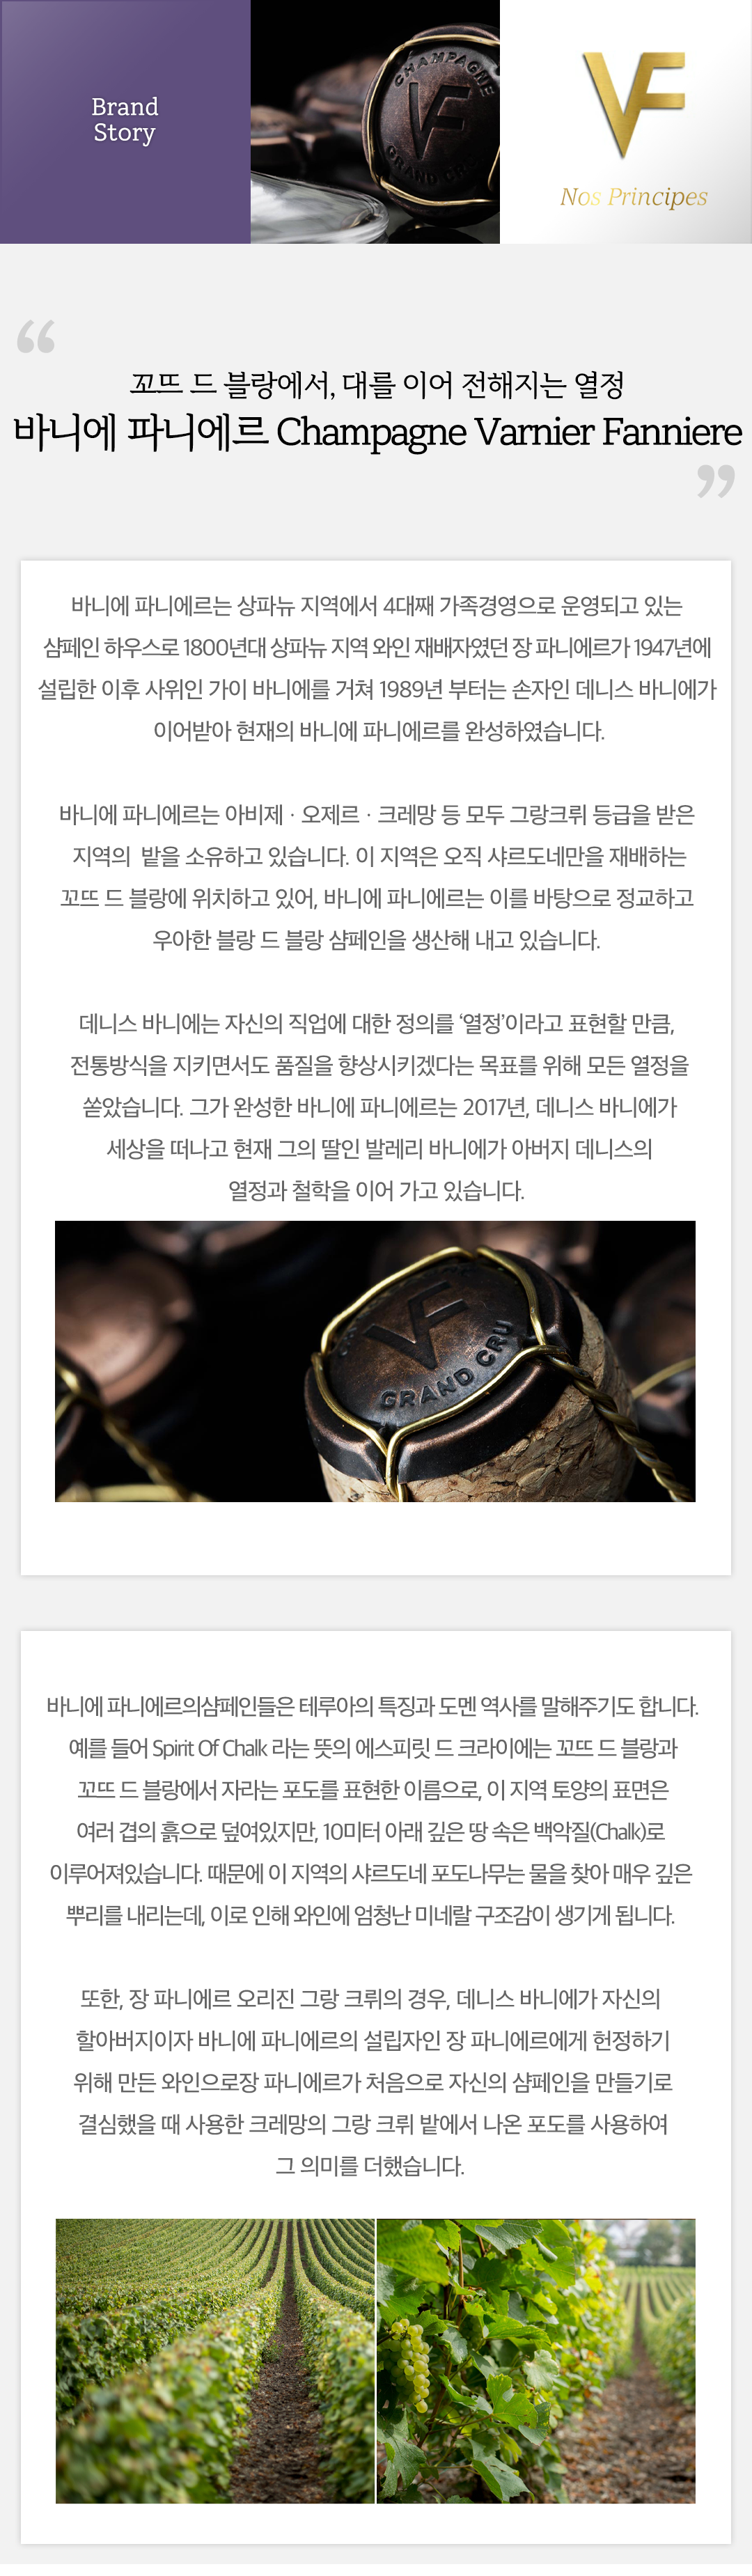 Brand
Story
CHAMPAGNE
VF
GRAND CRU
VF
Nos Principes
“
꼬뜨 드 블랑에서, 대를 이어 전해지는 열정
바니에 파니에르 Champagne Varnier Fanniere
”
바니에 파니에르는 상파뉴 지역에서 4대째 가족경영으로 운영되고 있는
샴페인 하우스로 1800년대 상파뉴 지역 와인 재배자였던 장 파니에르가 1947년에
설립한 이후 사위인 가이 바니에를 거쳐 1989년 부터는 손자인 데니스 바니에가
이어받아 현재의 바니에 파니에르를 완성하였습니다.
바니에 파니에르는 아비제 · 오제르 · 크레망 등 모두 그랑크뤼 등급을 받은
지역의 밭을 소유하고 있습니다. 이 지역은 오직 샤르도네만을 재배하는
꼬뜨 드 블랑에 위치하고 있어, 바니에 파니에르는 이를 바탕으로 정교하고
우아한 블랑 드 블랑 샴페인을 생산해 내고 있습니다.
데니스 바니에는 자신의 직업에 대한 정의를 ‘열정’이라고 표현할 만큼,
전통방식을 지키면서도 품질을 향상시키겠다는 목표를 위해 모든 열정을
쏟았습니다. 그가 완성한 바니에 파니에르는 2017년, 데니스 바니에가
세상을 떠나고 현재 그의 딸인 발레리 바니에가 아버지 데니스의
열정과 철학을 이어 가고 있습니다.
VF
GRAND CRU
바니에 파니에르의샴페인들은 테루아의 특징과 도멘 역사를 말해주기도 합니다.
예를 들어 Spirit Of Chalk 라는 뜻의 에스피릿 드 크라이에는 꼬뜨 드 블랑과
꼬뜨 드 블랑에서 자라는 포도를 표현한 이름으로, 이 지역 토양의 표면은
여러 겹의 흙으로 덮여있지만, 10미터 아래 깊은 땅 속은 백악질(Chalk)로
이루어져있습니다. 때문에 이 지역의 샤르도네 포도나무는 물을 찾아 매우 깊은
뿌리를 내리는데, 이로 인해 와인에 엄청난 미네랄 구조감이 생기게 됩니다.
또한, 장 파니에르 오리진 그랑 크뤼의 경우, 데니스 바니에가 자신의
할아버지이자 바니에 파니에르의 설립자인 장 파니에르에게 헌정하기
위해 만든 와인으로장 파니에르가 처음으로 자신의 샴페인을 만들기로
결심했을 때 사용한 크레망의 그랑 크뤼 밭에서 나온 포도를 사용하여
그 의미를 더했습니다.